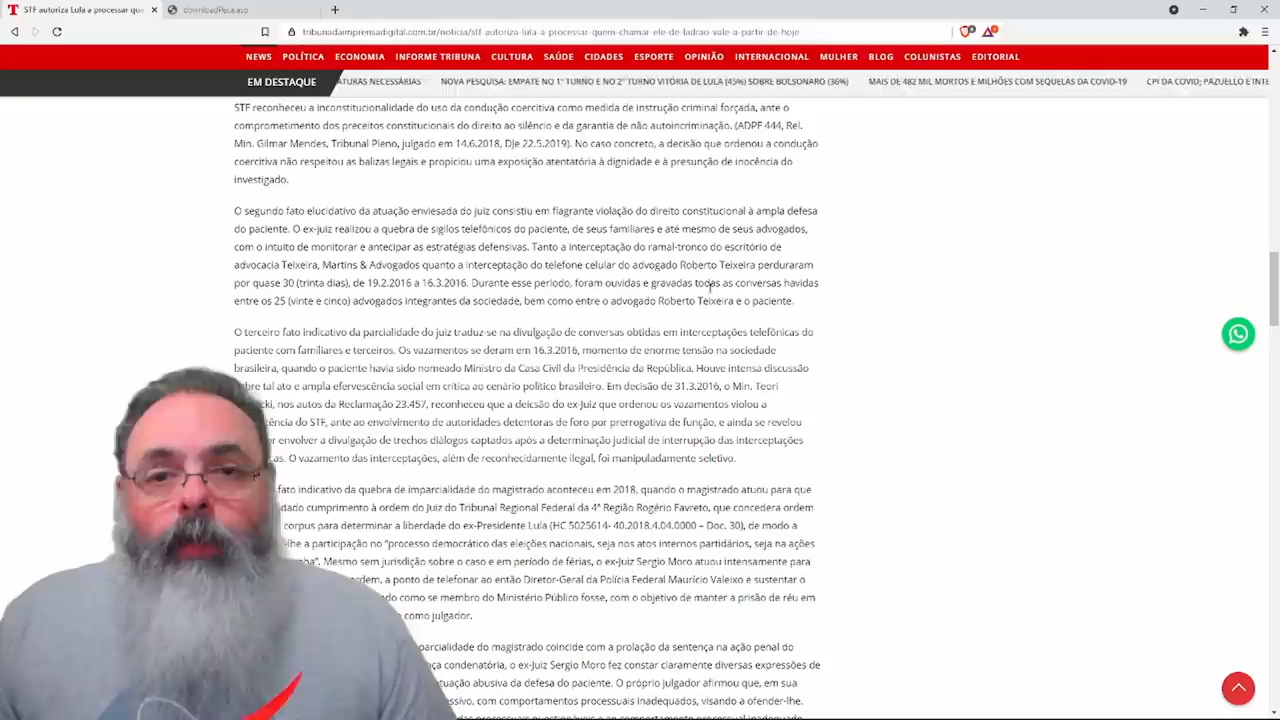 STF autoriza Lula a processar que
downloadPeca.asp
tribunadaimprensadigital.com.br/noticia/stf-autoriza-lula-a-processar-quem-chamar-ele-de-ladrao-vale-a-partir-de-hoje
NEWS POLÍTICA ECONOMIA INFORME TRIBUNA CULTURA SAÚDE CIDADES ESPORTE OPINIÃO INTERNACIONAL MULHER BLOG COLUNISTAS EDITORIAL
EM DESTAQUE ATURAS NECESSÁRIAS NOVA PESQUISA: EMPATE NO 1° TURNO E NO 2° TURNO VITÓRIA DE LULA (45%) SOBRE BOLSONARO (36%) MAIS DE 482 MIL MORTOS E MILHÕES COM SEQUELAS DA COVID-19 CPI DA COVID; PAZUELLO E INTE
STF reconheceu a inconstitucionalidade do uso da condução coercitiva como medida de instrução criminal forçada, ante o
comprometimento dos preceitos constitucionais do direito ao silêncio e da garantia de não autoincriminação. (ADPF 444, Rel.
Min. Gilmar Mendes, Tribunal Pleno, julgado em 14.6.2018, DJe 22.5.2019). No caso concreto, a decisão que ordenou a condução
coercitiva não respeitou as balizas legais e propiciou uma exposição atentatória à dignidade e à presunção de inocência do
investigado.
O segundo fato elucidativo da atuação enviesada do juiz consistiu em flagrante violação do direito constitucional à ampla defesa
do paciente. O ex-juiz realizou a quebra de sigilos telefônicos do paciente, de seus familiares e até mesmo de seus advogados,
com o intuito de monitorar e antecipar as estratégias defensivas. Tanto a interceptação do ramal-tronco do escritório de
advocacia Teixeira, Martins & Advogados quanto a interceptação do telefone celular do advogado Roberto Teixeira perduraram
por quase 30 (trinta dias), de 19.2.2016 a 16.3.2016. Durante esse período, foram ouvidas e gravadas todas as conversas havidas
entre os 25 (vinte e cinco) advogados integrantes da sociedade, bem como entre o advogado Roberto Teixeira e o paciente.
O terceiro fato indicativo da parcialidade do juiz traduz-se na divulgação de conversas obtidas em interceptações telefônicas do
paciente com familiares e terceiros. Os vazamentos se deram em 16.3.2016, momento de enorme tensão na sociedade
brasileira, quando o paciente havia sido nomeado Ministro da Casa Civil da Presidência da República. Houve intensa discussão
bre tal ato e ampla efervescência social em crítica ao cenário político brasileiro. Em decisão de 31.3.2016, o Min. Teori
cki, nos autos da Reclamação 23.457, reconheceu que a deicsão do ex-Juiz que ordenou os vazamentos violou a
tência do STF, ante ao envolvimento de autoridades detentoras de foro por prerrogativa de função, e ainda se revelou
or envolver a divulgação de trechos diálogos captados após a determinação judicial de interrupção das interceptações
cas. O vazamento das interceptações, além de reconhecidamente ilegal, foi manipuladamente seletivo.
fato indicativo da quebra de imparcialidade do magistrado aconteceu em 2018, quando o magistrado atuou para que
dado cumprimento à ordem do Juiz do Tribunal Regional Federal da 4ª Região Rogério Favreto, que concedera ordem
corpus para determinar a liberdade do ex-Presidente Lula (HC 5025614- 40.2018.4.04.0000 – Doc. 30), de modo a
-lhe a participação no “processo democrático das eleições nacionais, seja nos atos internos partidários, seja na ações
ha”. Mesmo sem jurisdição sobre o caso e em período de férias, o ex-Juiz Sergio Moro atuou intensamente para
rdem, a ponto de telefonar ao então Diretor-Geral da Polícia Federal Maurício Valeixo e sustentar o
do como se membro do Ministério Público fosse, com o objetivo de manter a prisão de réu em
como julgador.
parcialidade do magistrado coincide com a prolação da sentença na ação penal do
ça condenatória, o ex-Juiz Sergio Moro fez constar claramente diversas expressões de
tuação abusiva da defesa do paciente. O próprio julgador afirmou que, em sua
essivo, com comportamentos processuais inadequados, visando a ofender-lhe.